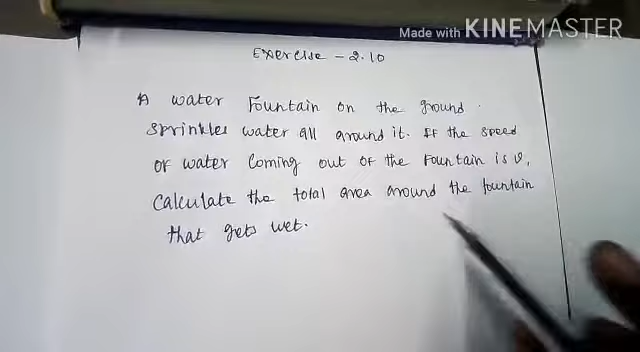 Made with KINEMASTER
Exercise - 2.10
A water Fountain on the ground.
Sprinkles water all around it. If the speed
of water coming out of the fountain is v,
calculate the total area around the fountain
that gets wet.